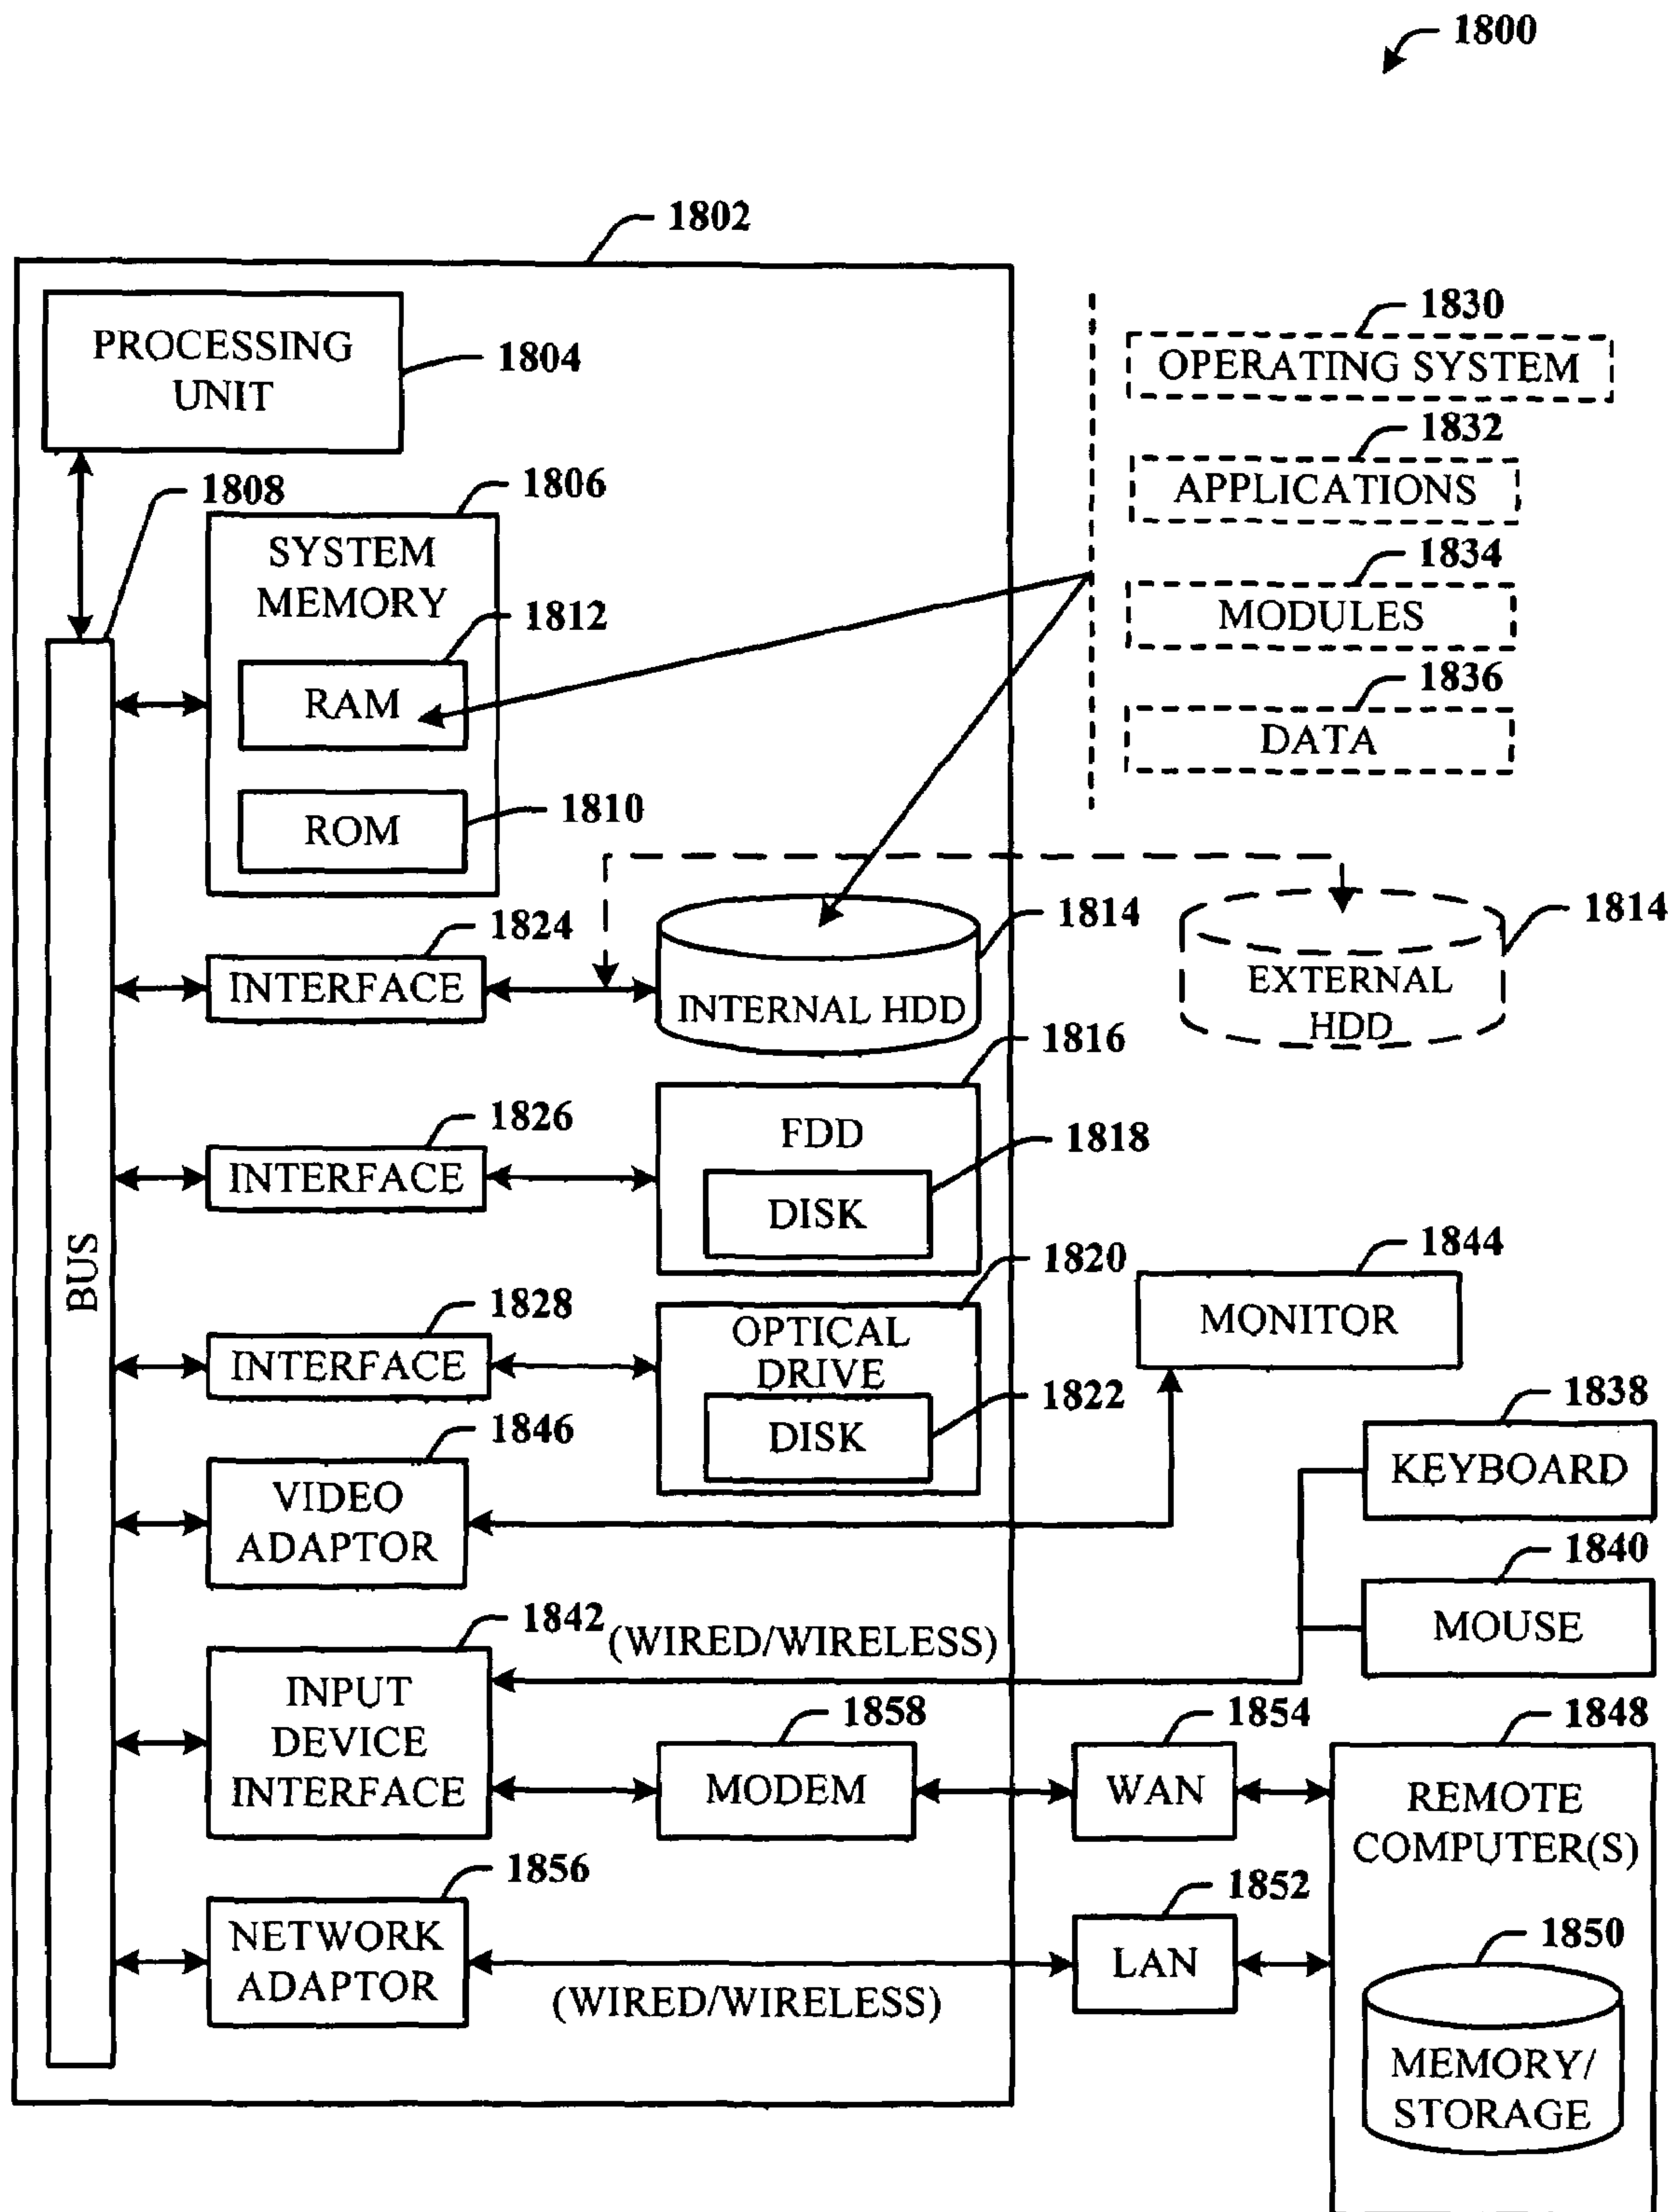 1800
1802
PROCESSING
UNIT
1804
1830
OPERATING SYSTEM
1832
APPLICATIONS
1834
MODULES
1836
DATA
1808
1806
SYSTEM
MEMORY
1812
RAM
1810
ROM
1824
INTERFACE
1814
INTERNAL HDD
1814
EXTERNAL
HDD
1826
INTERFACE
1816
FDD
1818
DISK
BUS
1828
INTERFACE
1820
OPTICAL
DRIVE
1822
DISK
1844
MONITOR
1846
VIDEO
ADAPTOR
1838
KEYBOARD
1840
MOUSE
1842
(WIRED/WIRELESS)
INPUT
DEVICE
INTERFACE
1858
MODEM
1854
WAN
1848
REMOTE
COMPUTER(S)
1856
NETWORK
ADAPTOR
(WIRED/WIRELESS)
1852
LAN
1850
MEMORY/
STORAGE